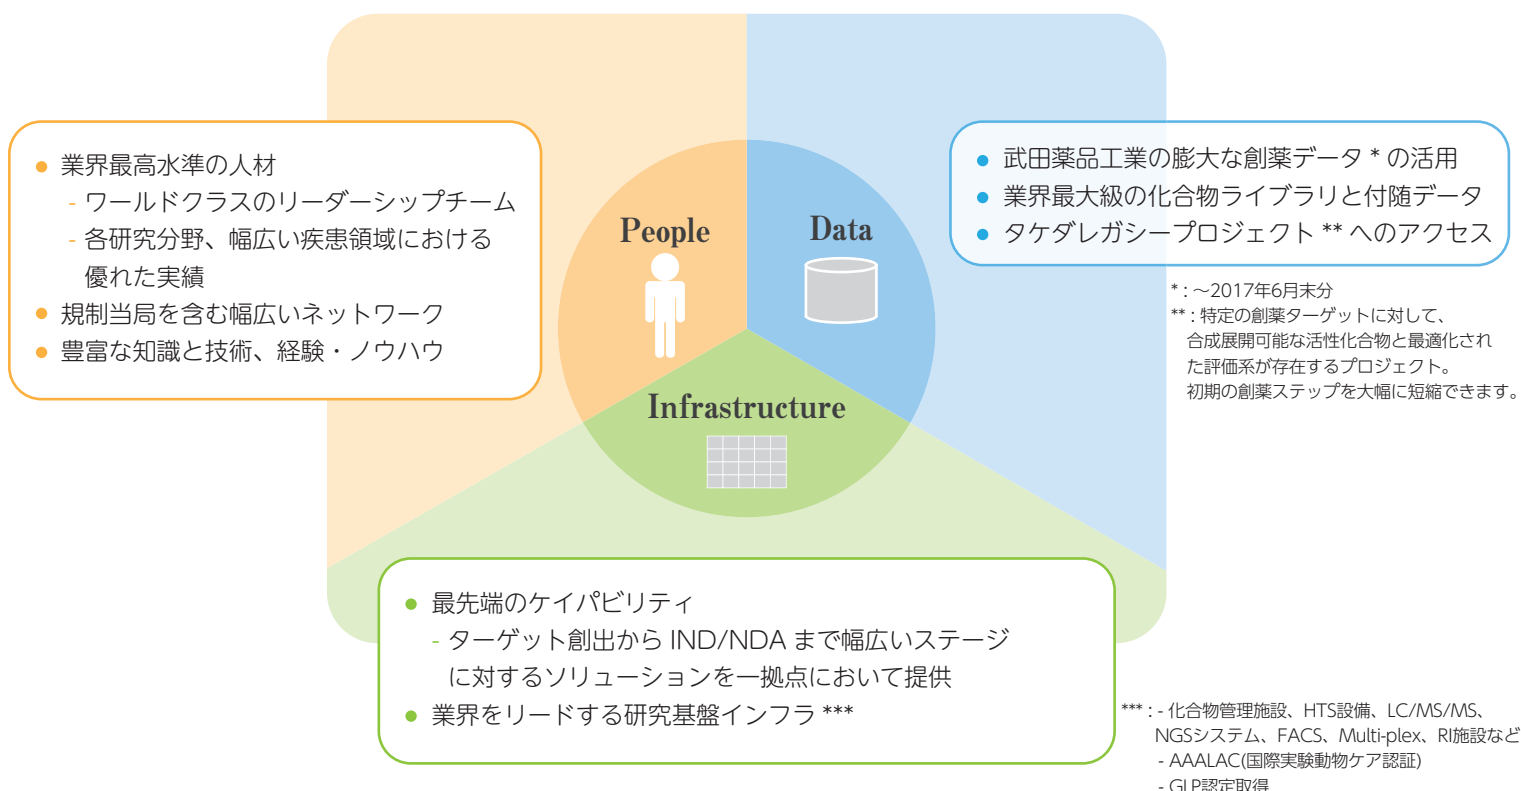 ● 業界最高水準の人材
- ワールドクラスのリーダーシップチーム
- 各研究分野、幅広い疾患領域における
優れた実績
● 規制当局を含む幅広いネットワーク
● 豊富な知識と技術、経験・ノウハウ
People
Data
Infrastructure
● 武田薬品工業の膨大な創薬データ * の活用
● 業界最大級の化合物ライブラリと付随データ
● タケダレガシープロジェクト ** へのアクセス
* : ～2017年6月末分
** : 特定の創薬ターゲットに対して、
合成展開可能な活性化合物と最適化され
た評価系が存在するプロジェクト。
初期の創薬ステップを大幅に短縮できます。
● 最先端のケイパビリティ
- ターゲット創出から IND/NDA まで幅広いステージ
に対するソリューションを一拠点において提供
● 業界をリードする研究基盤インフラ ***
*** : - 化合物管理施設、HTS設備、LC/MS/MS、
NGSシステム、FACS、Multi-plex、RI施設など
- AAALAC(国際実験動物ケア認証)
- GLP認定取得